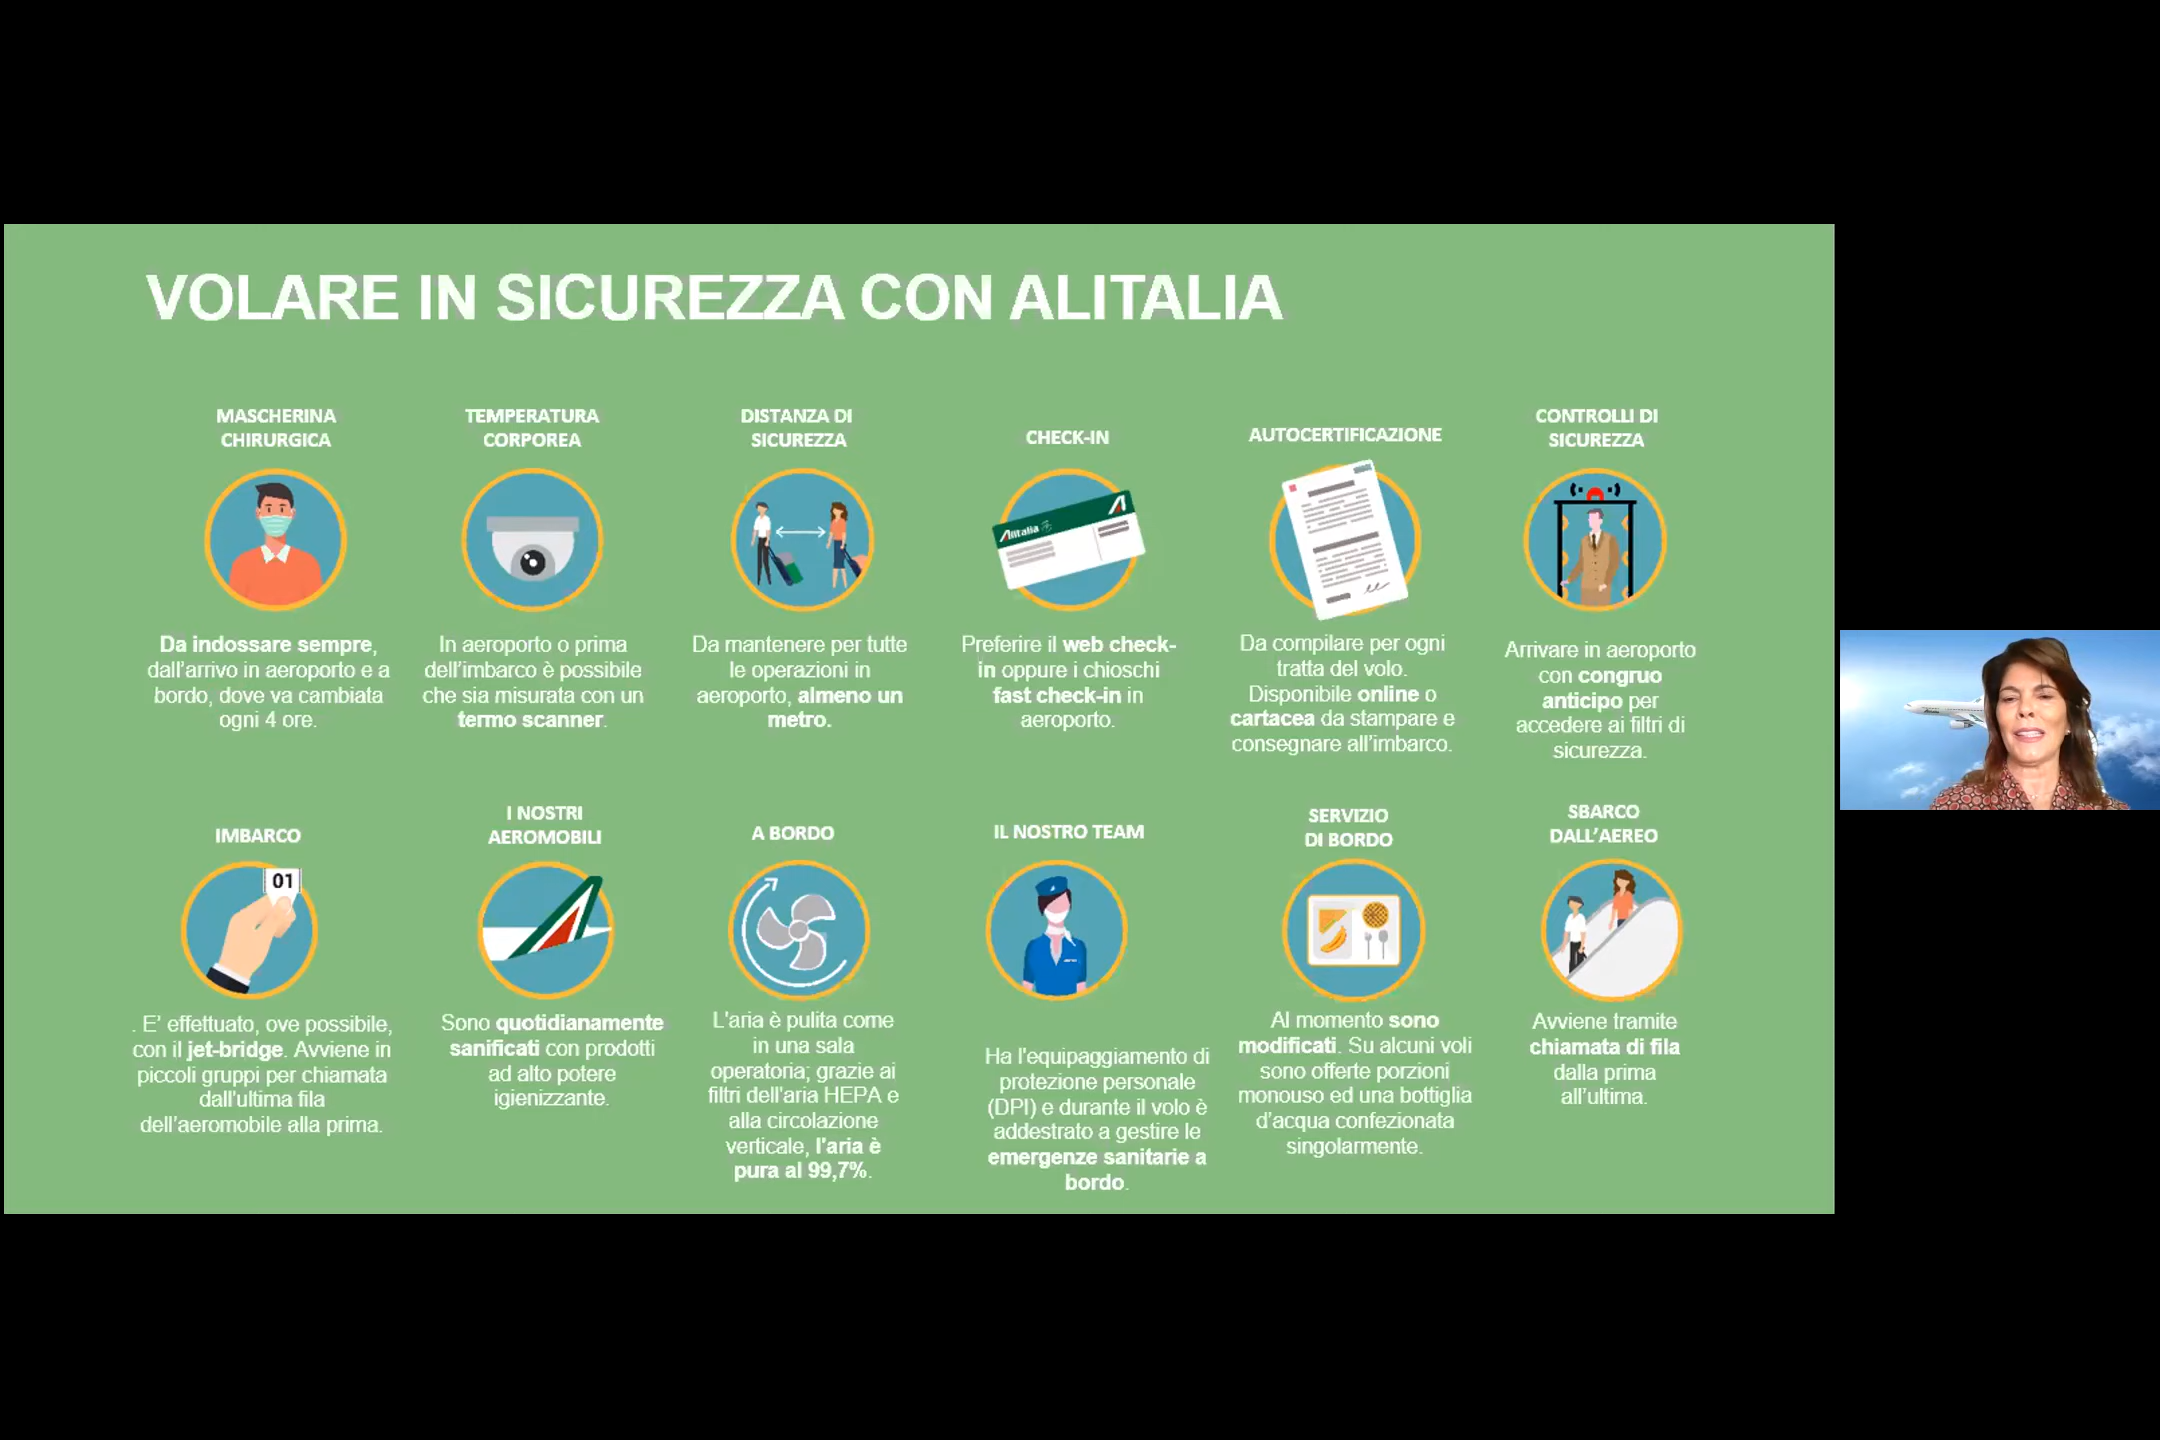 VOLARE IN SICUREZZA CON ALITALIA
MASCHERINA
CHIRURGICA
Da indossare sempre,
dall'arrivo in aeroporto e a
bordo, dove va cambiata
ogni 4 ore.
TEMPERATURA
CORPOREA
In aeroporto o prima
dell'imbarco è possibile
che sia misurata con un
termo scanner.
DISTANZA DI
SICUREZZA
Da mantenere per tutte
le operazioni in
aeroporto, almeno un
metro.
CHECK-IN
Alitalia
Preferire il web check-
in oppure i chioschi
fast check-in in
aeroporto.
AUTOCERTIFICAZIONE
Da compilare per ogni
tratta del volo.
Disponibile online o
cartacea da stampare e
consegnare all'imbarco.
CONTROLLI DI
SICUREZZA
Arrivare in aeroporto
con congruo
anticipo per
accedere ai filtri di
sicurezza.
IMBARCO
01
. E' effettuato, ove possibile,
con il jet-bridge. Avviene in
piccoli gruppi per chiamata
dall'ultima fila
dell'aeromobile alla prima.
I NOSTRI
AEROMOBILI
Sono quotidianamente
sanificati con prodotti
ad alto potere
igienizzante.
A BORDO
L'aria è pulita come
in una sala
operatoria; grazie ai
filtri dell'aria HEPA e
alla circolazione
verticale, l'aria è
pura al 99,7%.
IL NOSTRO TEAM
Ha l'equipaggiamento di
protezione personale
(DPI) e durante il volo è
addestrato a gestire le
emergenze sanitarie a
bordo.
SERVIZIO
DI BORDO
Al momento sono
modificati. Su alcuni voli
sono offerte porzioni
monouso ed una bottiglia
d'acqua confezionata
singolarmente.
SBARCO
DALL'AEREO
Avviene tramite
chiamata di fila
dalla prima
all'ultima.